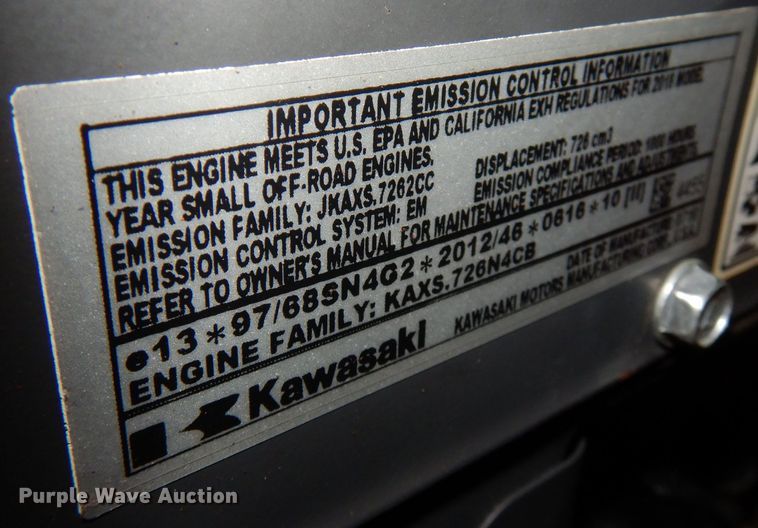 IMPORTANT EMISSION CONTROL INFORMATION
THIS ENGINE MEETS U.S. EPA AND CALIFORNIA EXH REGULATIONS FOR 2018 MODEL
YEAR SMALL OFF-ROAD ENGINES.
EMISSION FAMILY: JKAXS.7262CC DISPLACEMENT: 726 cm3
EMISSION CONTROL SYSTEM: EM EMISSION COMPLIANCE PERIOD: 1000 HOURS
REFER TO OWNER'S MANUAL FOR MAINTENANCE SPECIFICATIONS AND ADJUSTMENTS.
e13*97/68SN4G2*2012/46*0616*10 [II]
ENGINE FAMILY: KAXS.726N4CB DATE OF MANUFACTURE
Kawasaki KAWASAKI MOTORS MANUFACTURING CORP.
Purple Wave Auction